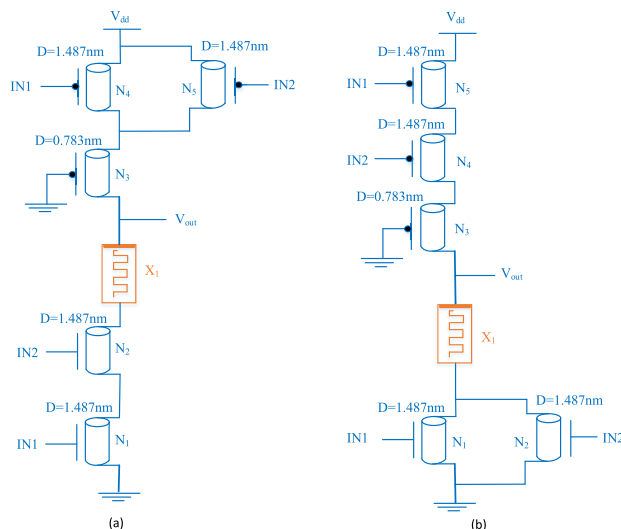 V_dd
D=1.487nm
D=1.487nm
IN1
N_4
N_5
IN2
D=0.783nm
N_3
V_out
X_1
D=1.487nm
IN2
N_2
D=1.487nm
IN1
N_1
(a)
V_dd
D=1.487nm
IN1
N_5
D=1.487nm
IN2
N_4
D=0.783nm
N_3
V_out
X_1
D=1.487nm
D=1.487nm
IN1
N_1
N_2
IN2
(b)